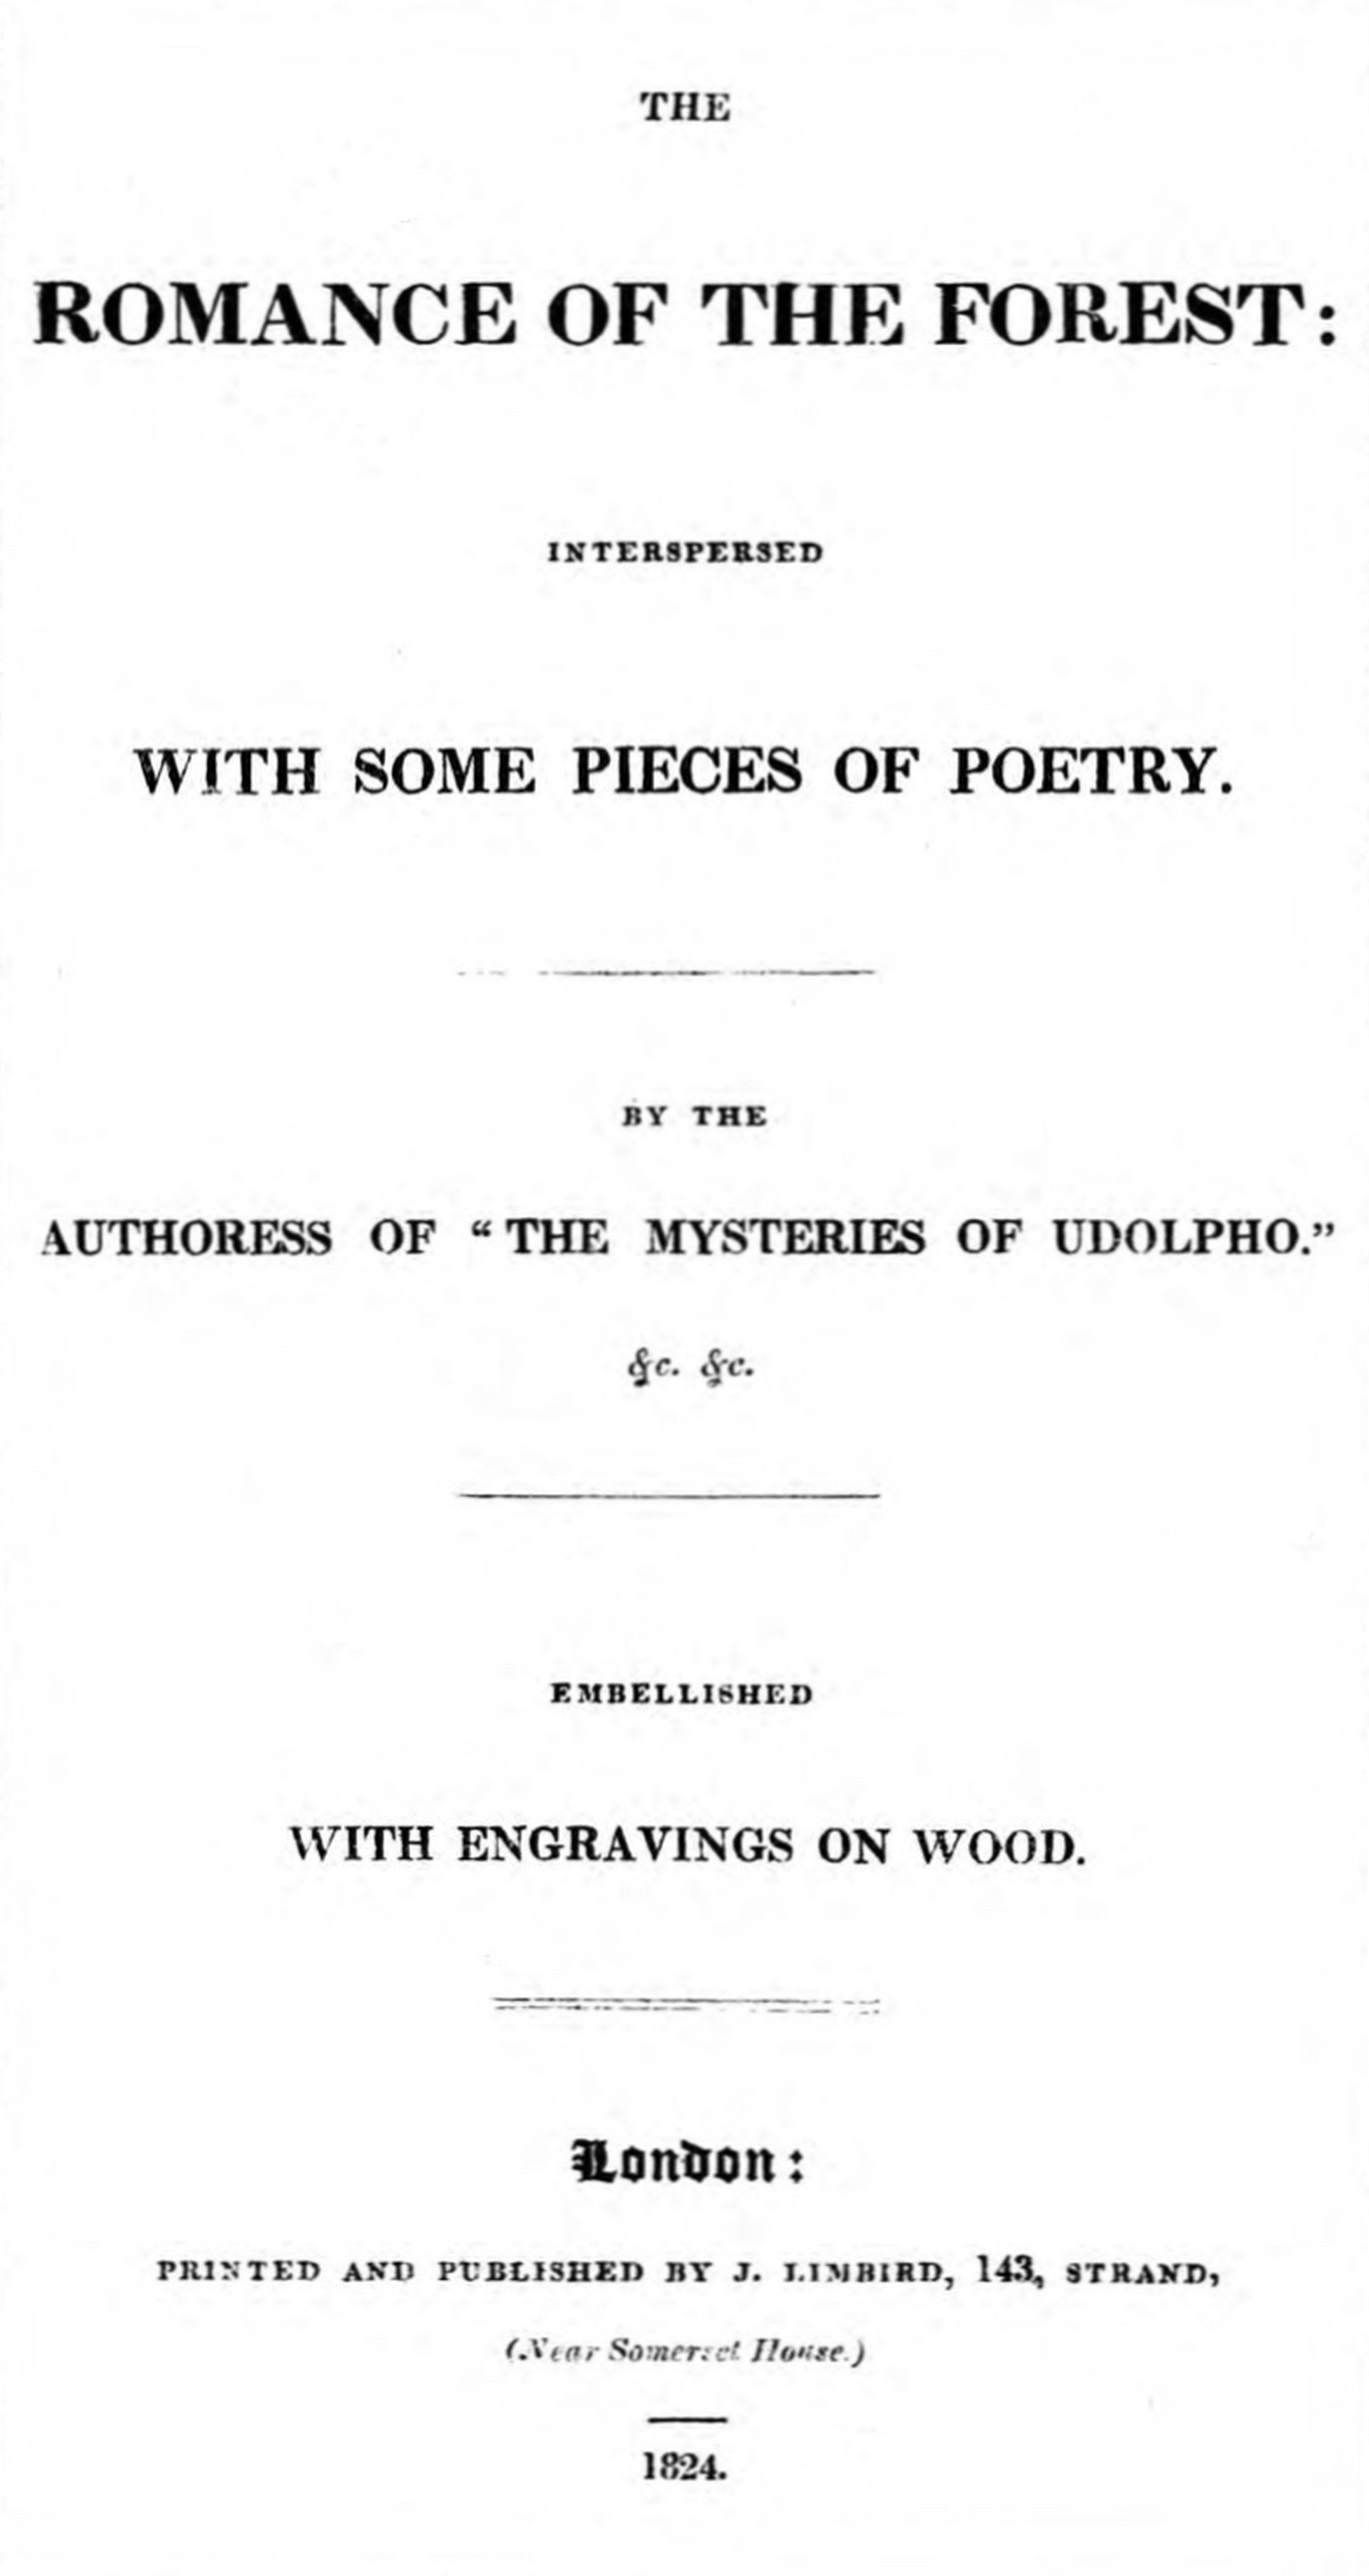 THE
ROMANCE OF THE FOREST:
INTERSPERSED
WITH SOME PIECES OF POETRY.
BY THE
AUTHORESS OF “THE MYSTERIES OF UDOLPHO.”
&c. &c.
EMBELLISHED
WITH ENGRAVINGS ON WOOD.
London:
PRINTED AND PUBLISHED BY J. LIMBIRD, 143, STRAND,
(Near Somerset House.)
1824.